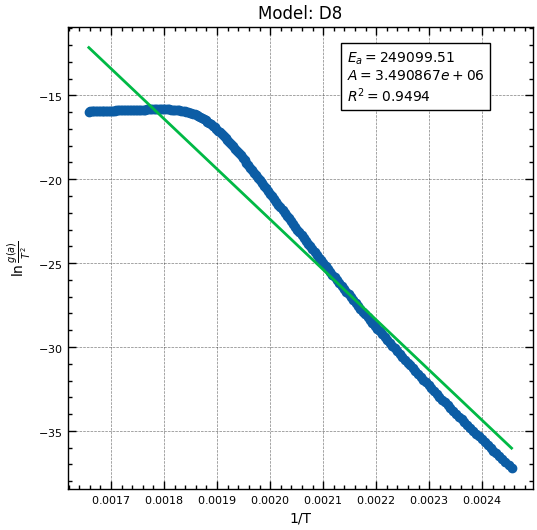 Model: D8
E_a = 249099.51
A = 3.490867e + 06
R² = 0.9494
−15
−20
−25
−30
−35
ln g(a)/T²
0.0017 0.0018 0.0019 0.0020 0.0021 0.0022 0.0023 0.0024
1/T